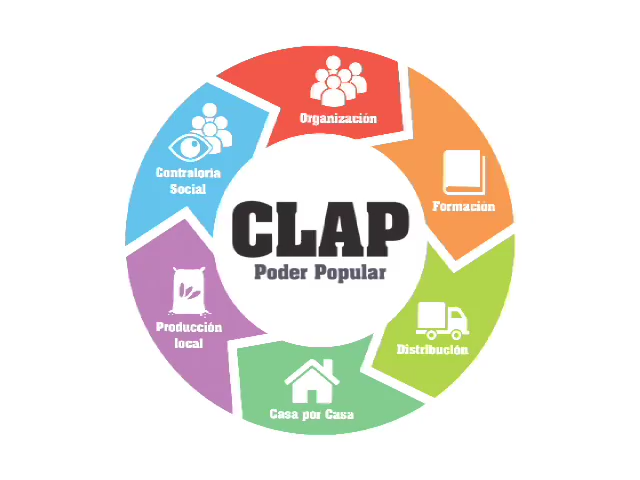 Organización
Formación
Distribución
Casa por Casa
Producción
local
Contraloría
Social
CLAP
Poder Popular